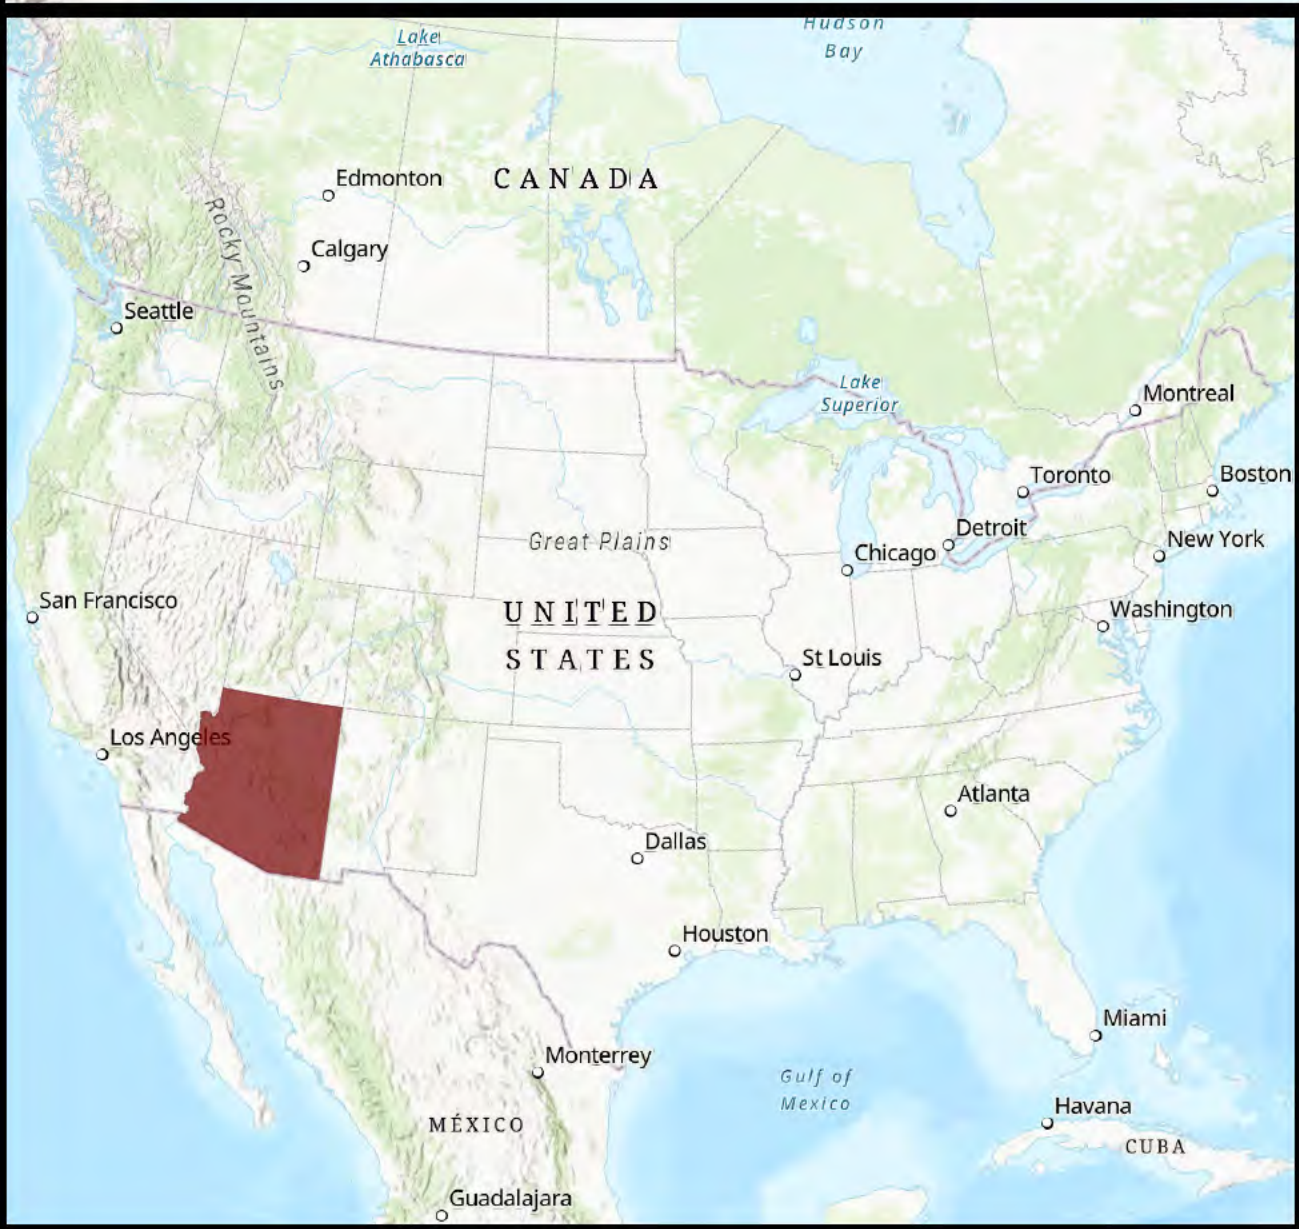 Hudson
Bay
Lake
Athabasca
Edmonton
CANADA
Rocky Mountains
Calgary
Seattle
Lake
Superior
Montreal
Toronto
Boston
Detroit
New York
Great Plains
Chicago
San Francisco
UNITED
STATES
Washington
St Louis
Los Angeles
Atlanta
Dallas
Houston
Miami
Monterrey
Gulf of
Mexico
Havana
MÉXICO
CUBA
Guadalajara